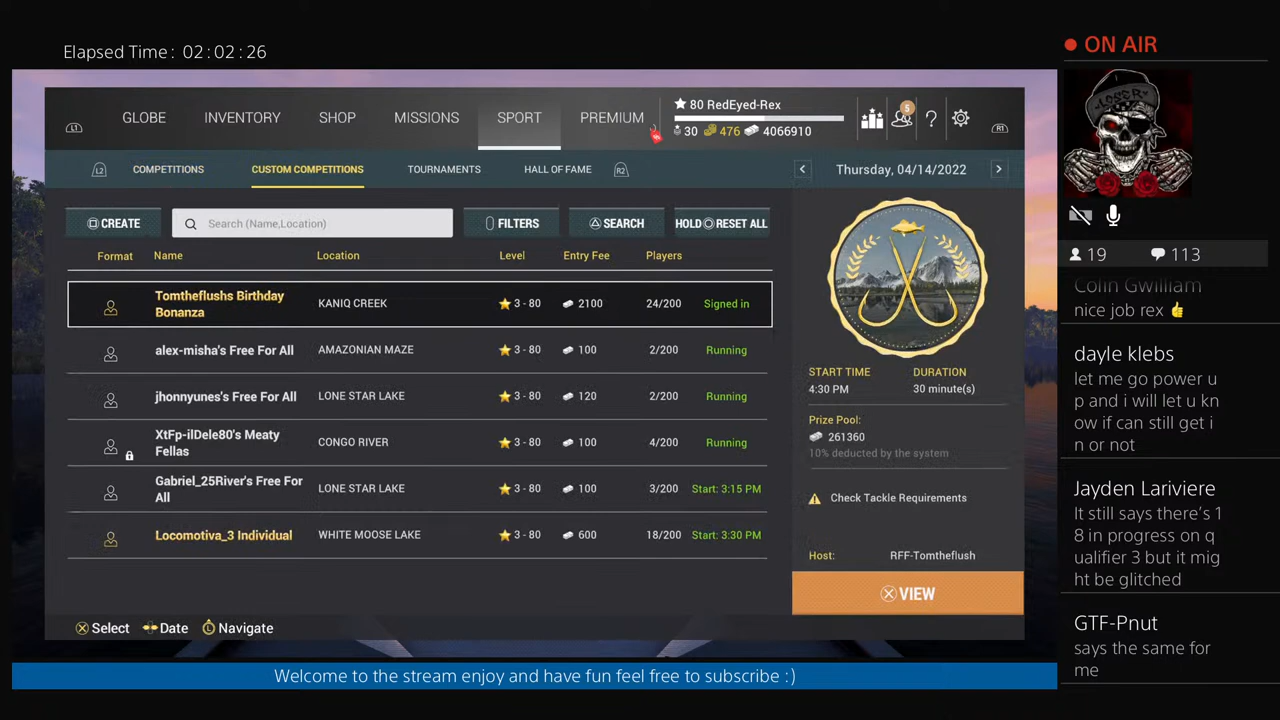 Elapsed Time: 02:02:26
ON AIR
GLOBE INVENTORY SHOP MISSIONS SPORT PREMIUM
80 RedEyed-Rex
30 476 4066910
5
L1
R1
L2 COMPETITIONS CUSTOM COMPETITIONS TOURNAMENTS HALL OF FAME R2
Thursday, 04/14/2022
CREATE
Search (Name,Location)
FILTERS
SEARCH
HOLD RESET ALL
Format Name Location Level Entry Fee Players
Tomtheflushs Birthday
Bonanza
KANIQ CREEK 3 - 80 2100 24/200 Signed in
alex-misha's Free For All AMAZONIAN MAZE 3 - 80 100 2/200 Running
jhonnyunes's Free For All LONE STAR LAKE 3 - 80 120 2/200 Running
XtFp-ilDele80's Meaty
Fellas
CONGO RIVER 3 - 80 100 4/200 Running
Gabriel_25River's Free For
All
LONE STAR LAKE 3 - 80 100 3/200 Start: 3:15 PM
Locomotiva_3 Individual WHITE MOOSE LAKE 3 - 80 600 18/200 Start: 3:30 PM
START TIME DURATION
4:30 PM 30 minute(s)
Prize Pool:
261360
10% deducted by the system
Check Tackle Requirements
Host: RFF-Tomtheflush
VIEW
Select Date L Navigate
Welcome to the stream enjoy and have fun feel free to subscribe :)
LOSER
19 113
Colin Gwilliam
nice job rex 👍
dayle klebs
let me go power u
p and i will let u kn
ow if can still get i
n or not
Jayden Lariviere
It still says there's 1
8 in progress on q
ualifier 3 but it mig
ht be glitched
GTF-Pnut
says the same for
me